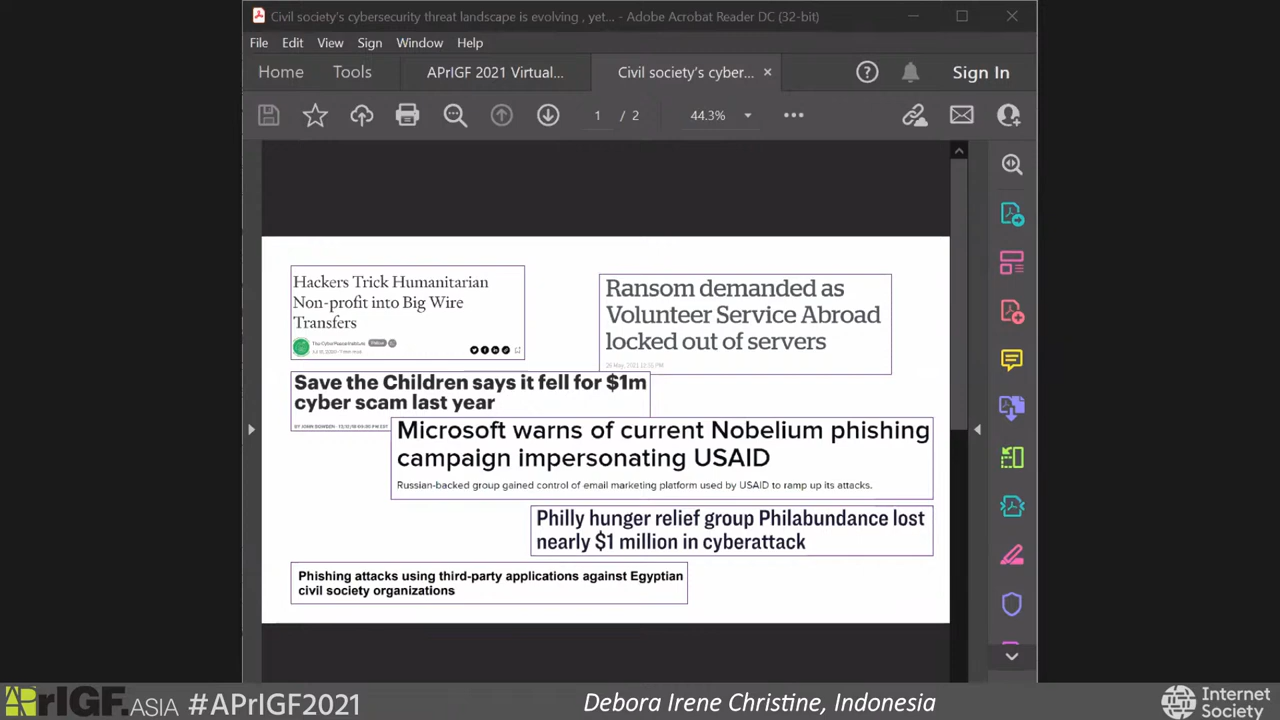 Civil society's cybersecurity threat landscape is evolving , yet... - Adobe Acrobat Reader DC (32-bit)
File Edit View Sign Window Help
Home Tools APrIGF 2021 Virtual... Civil society's cyber... × Sign In
1 / 2 44.3%
Hackers Trick Humanitarian
Non-profit into Big Wire
Transfers
The CyberPeace Institute Follow
Ransom demanded as
Volunteer Service Abroad
locked out of servers
Save the Children says it fell for $1m
cyber scam last year
Microsoft warns of current Nobelium phishing
campaign impersonating USAID
Russian-backed group gained control of email marketing platform used by USAID to ramp up its attacks.
Philly hunger relief group Philabundance lost
nearly $1 million in cyberattack
Phishing attacks using third-party applications against Egyptian
civil society organizations
APrIGF.ASIA #APrIGF2021 Debora Irene Christine, Indonesia Internet
Society